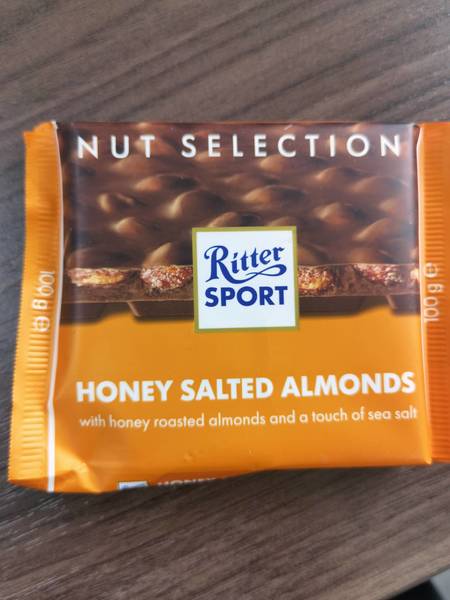 NUT SELECTION
Ritter
SPORT
100 g ℮
100 g ℮
HONEY SALTED ALMONDS
with honey roasted almonds and a touch of sea salt